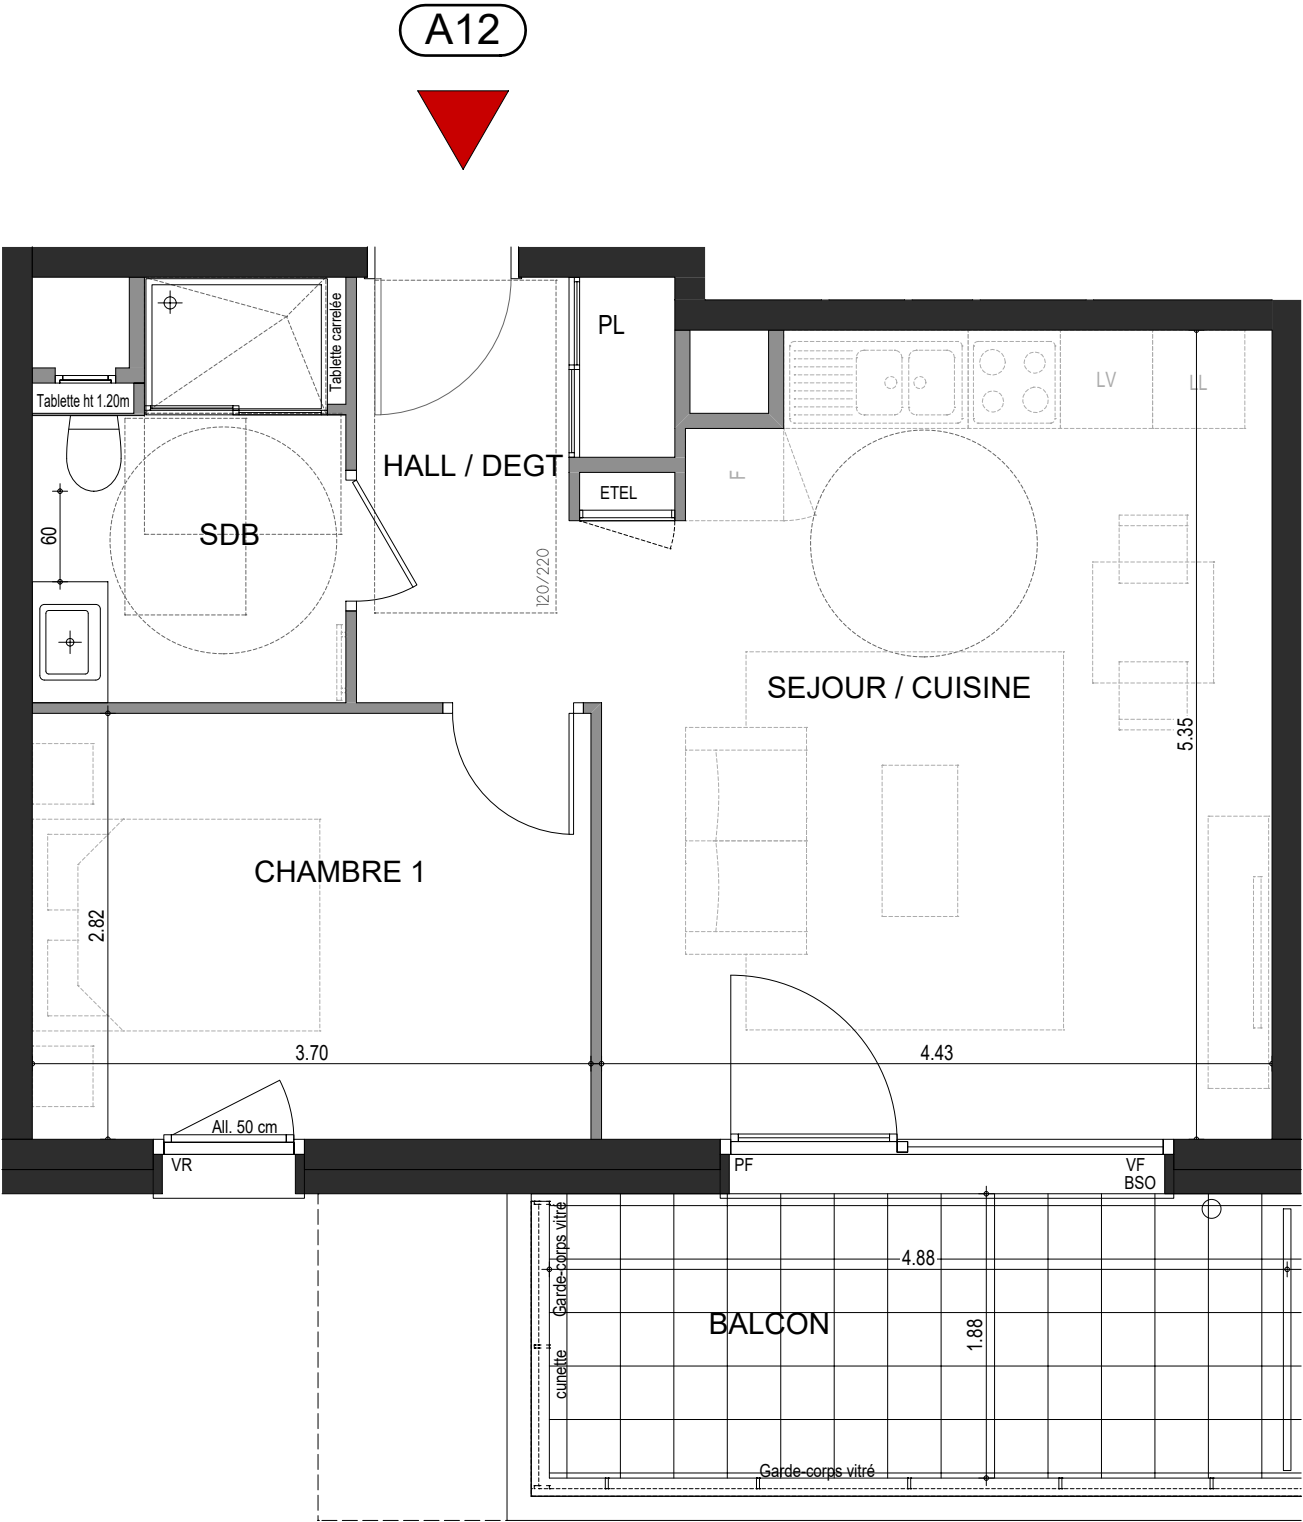 A12
Tablette carrelée
PL
LV
LL
Tablette ht 1.20m
HALL / DEGT
F
ETEL
SDB
60
120/220
SEJOUR / CUISINE
5.35
CHAMBRE 1
2.82
3.70
4.43
All. 50 cm
VR
PF
VF
BSO
Garde-corps vitré
4.88
BALCON
1.88
cunette
Garde-corps vitré